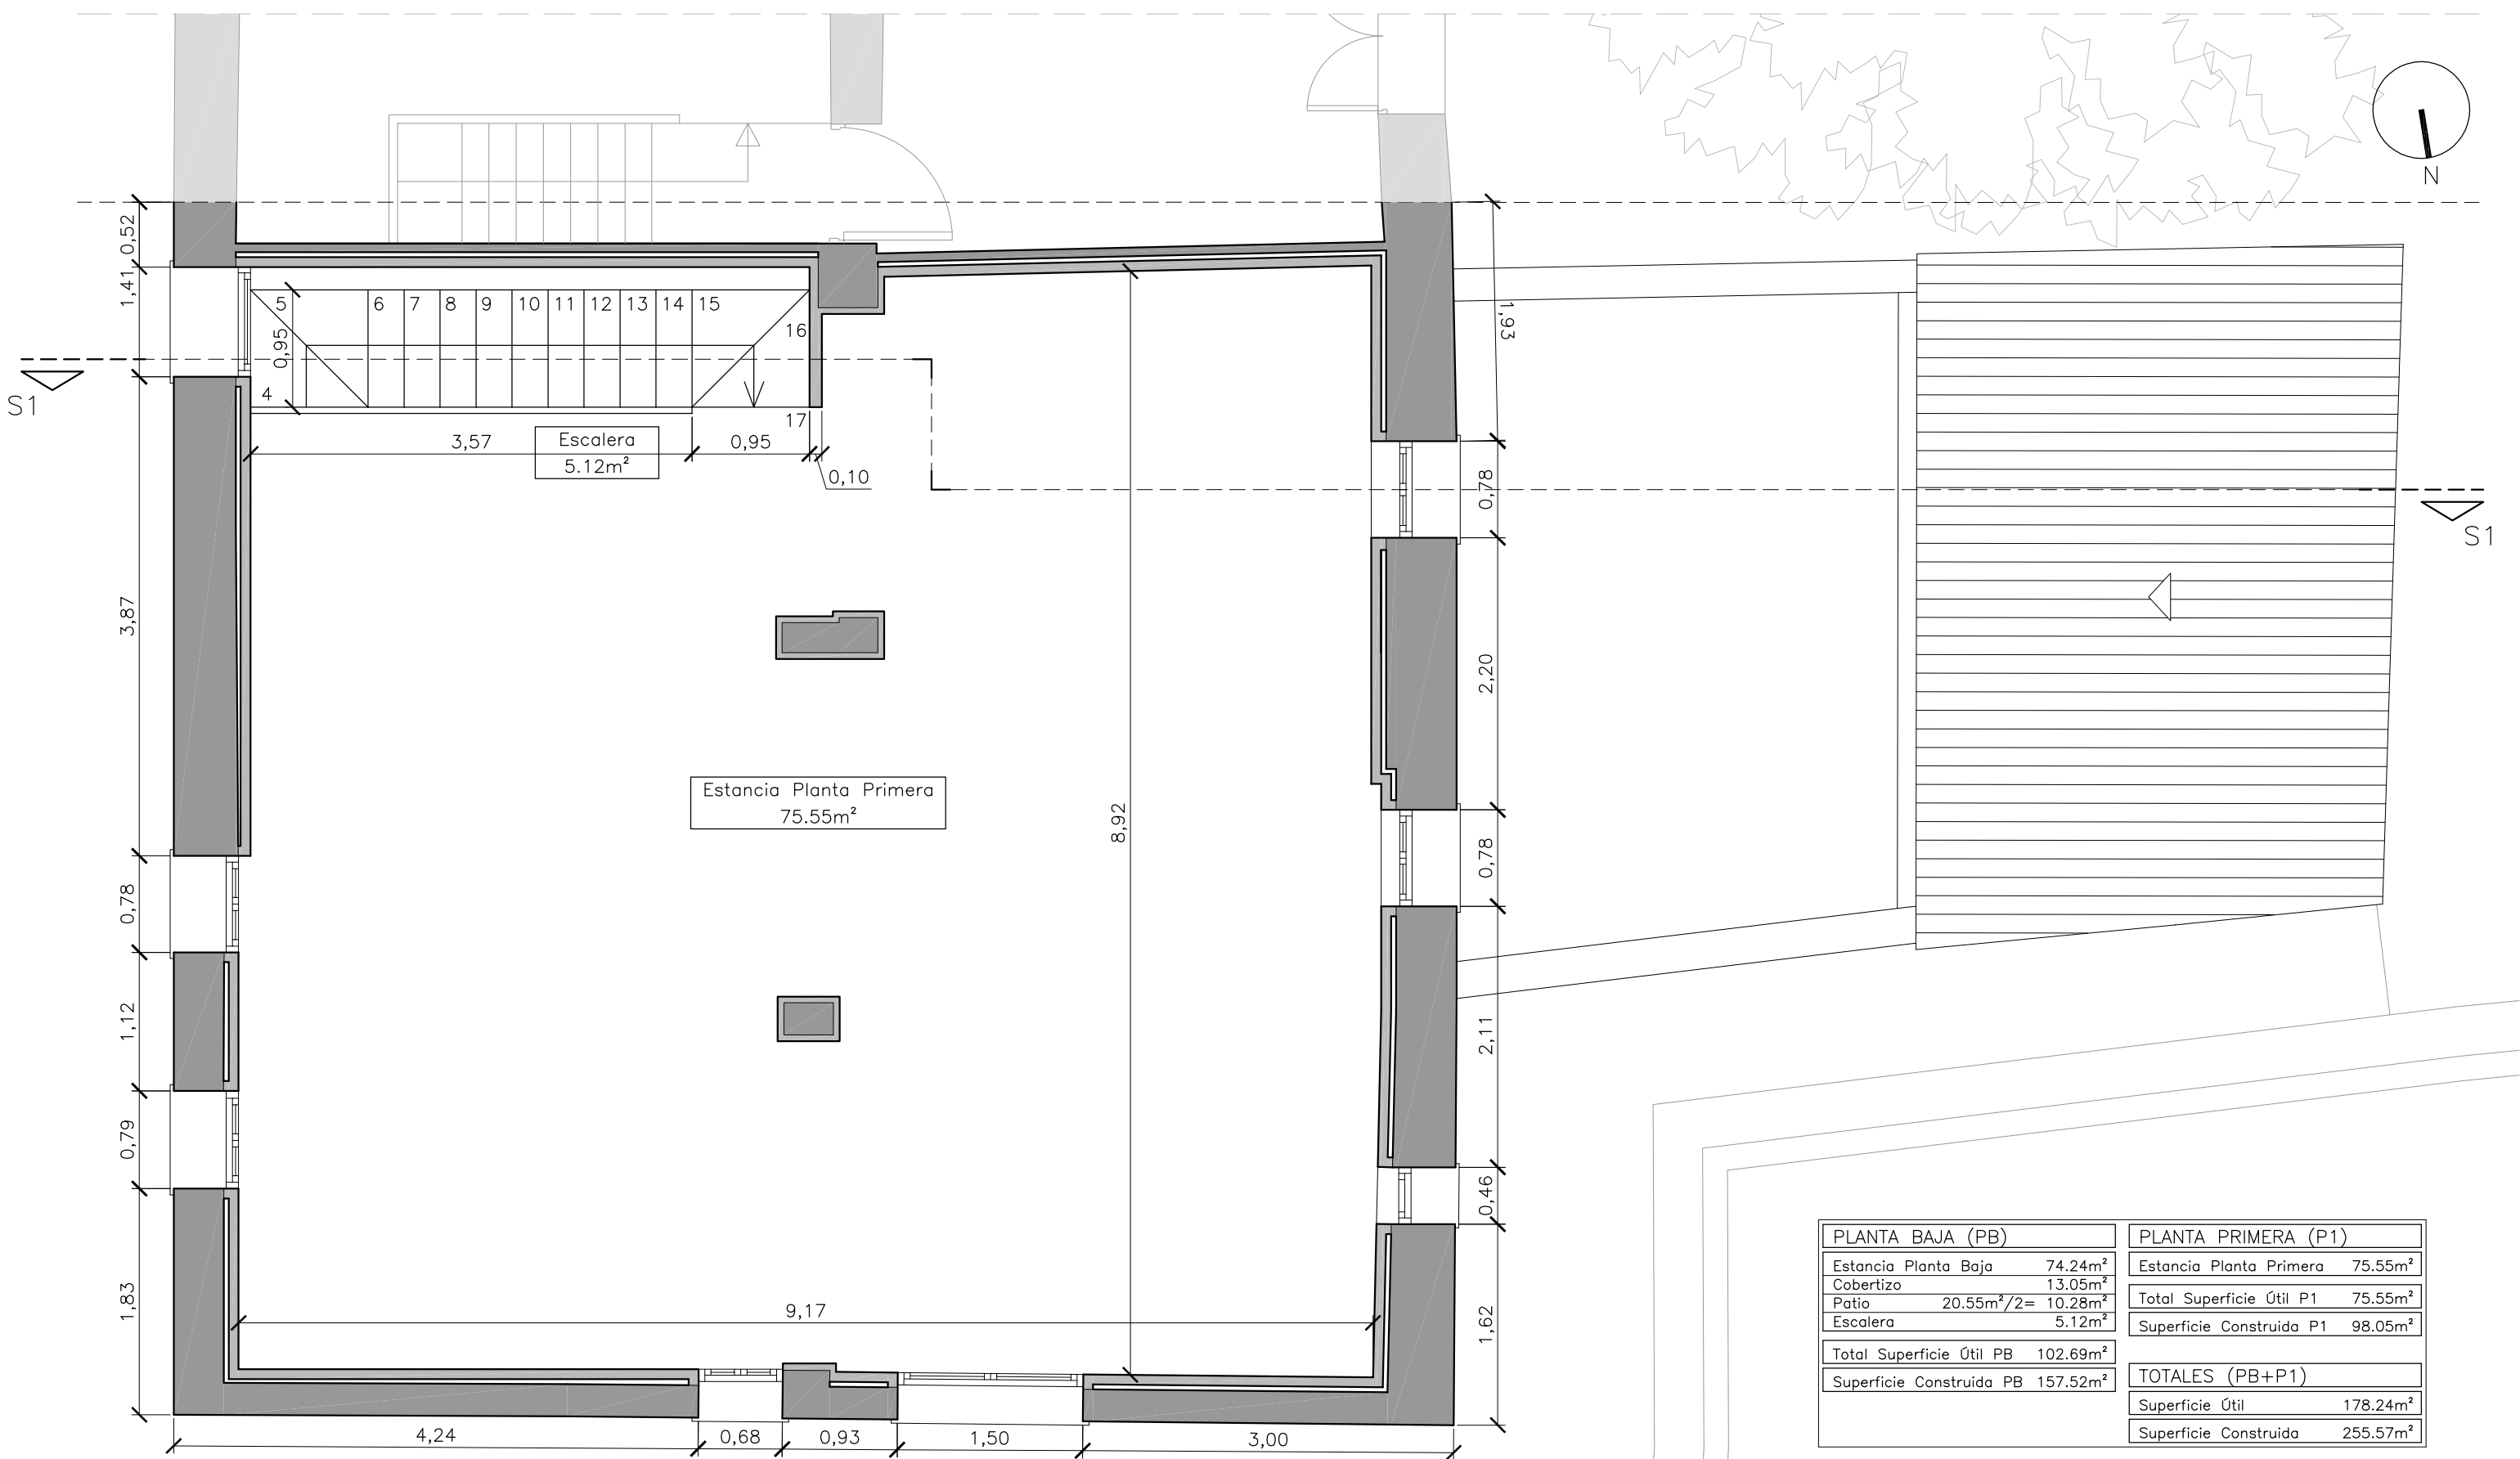 N
0,52
1,41
1,93
5
6
7
8
9
10
11
12
13
14
15
16
0,95
4
17
S1
3,57
Escalera
5.12m²
0,95
0,10
0,78
S1
3,87
2,20
Estancia Planta Primera
75.55m²
8,92
0,78
0,78
1,12
2,11
0,79
0,46
1,83
9,17
1,62
4,24
0,68
0,93
1,50
3,00
PLANTA BAJA (PB)
Estancia Planta Baja 74.24m²
Cobertizo 13.05m²
Patio 20.55m²/2= 10.28m²
Escalera 5.12m²
Total Superficie Útil PB 102.69m²
Superficie Construida PB 157.52m²
PLANTA PRIMERA (P1)
Estancia Planta Primera 75.55m²
Total Superficie Útil P1 75.55m²
Superficie Construida P1 98.05m²
TOTALES (PB+P1)
Superficie Útil 178.24m²
Superficie Construida 255.57m²